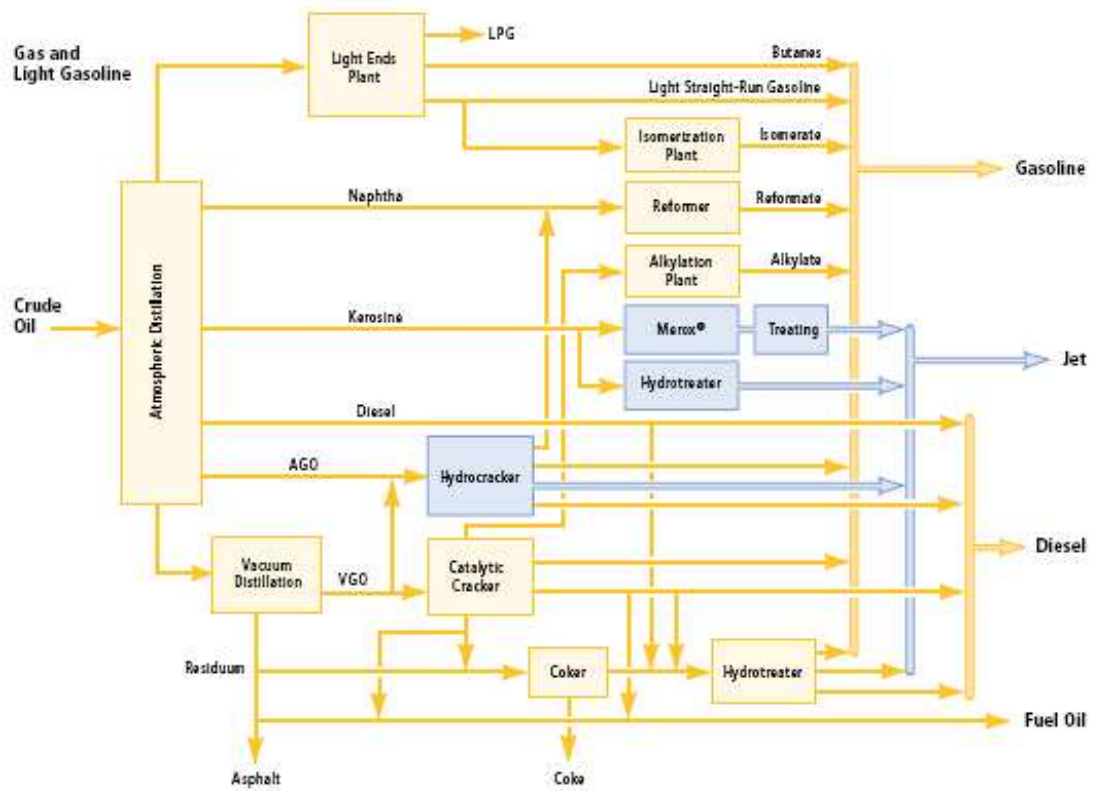 LPG
Gas and
Light Gasoline
Light Ends
Plant
Butanes
Light Straight-Run Gasoline
Isomerization
Plant
Isomerate
Gasoline
Naphtha
Reformer
Reformate
Alkylation
Plant
Alkylate
Crude
Oil
Atmospheric Distillation
Kerosine
Merox®
Treating
Jet
Hydrotreater
Diesel
AGO
Hydrocracker
Diesel
Vacuum
Distillation
VGO
Catalytic
Cracker
Residuum
Coker
Hydrotreater
Fuel Oil
Asphalt
Coke